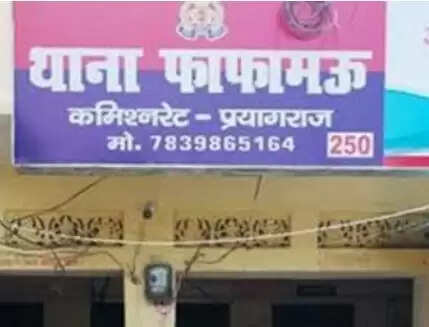 थाना फाफामऊ
कमिश्नरेट - प्रयागराज
मो. 7839865164
250